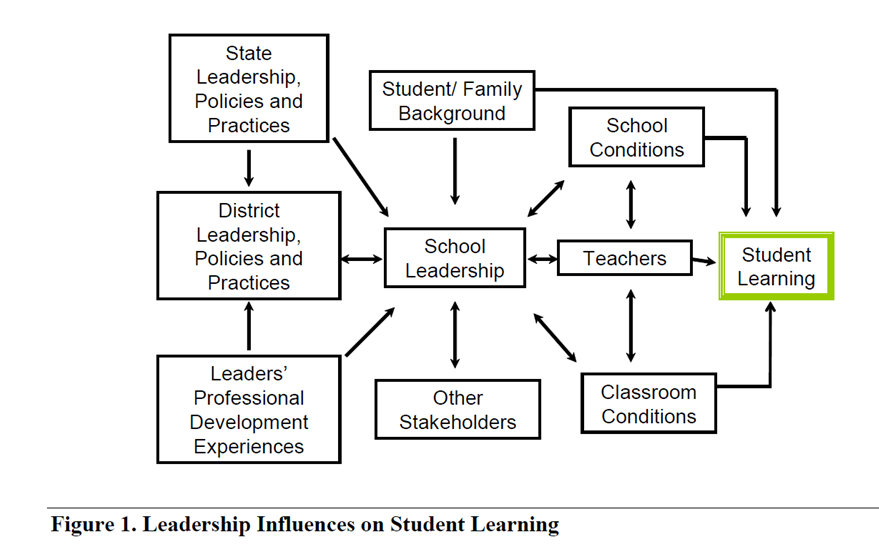 State
Leadership,
Policies and
Practices
Student/ Family
Background
School
Conditions
District
Leadership,
Policies and
Practices
School
Leadership
Teachers
Student
Learning
Leaders’
Professional
Development
Experiences
Other
Stakeholders
Classroom
Conditions
Figure 1. Leadership Influences on Student Learning